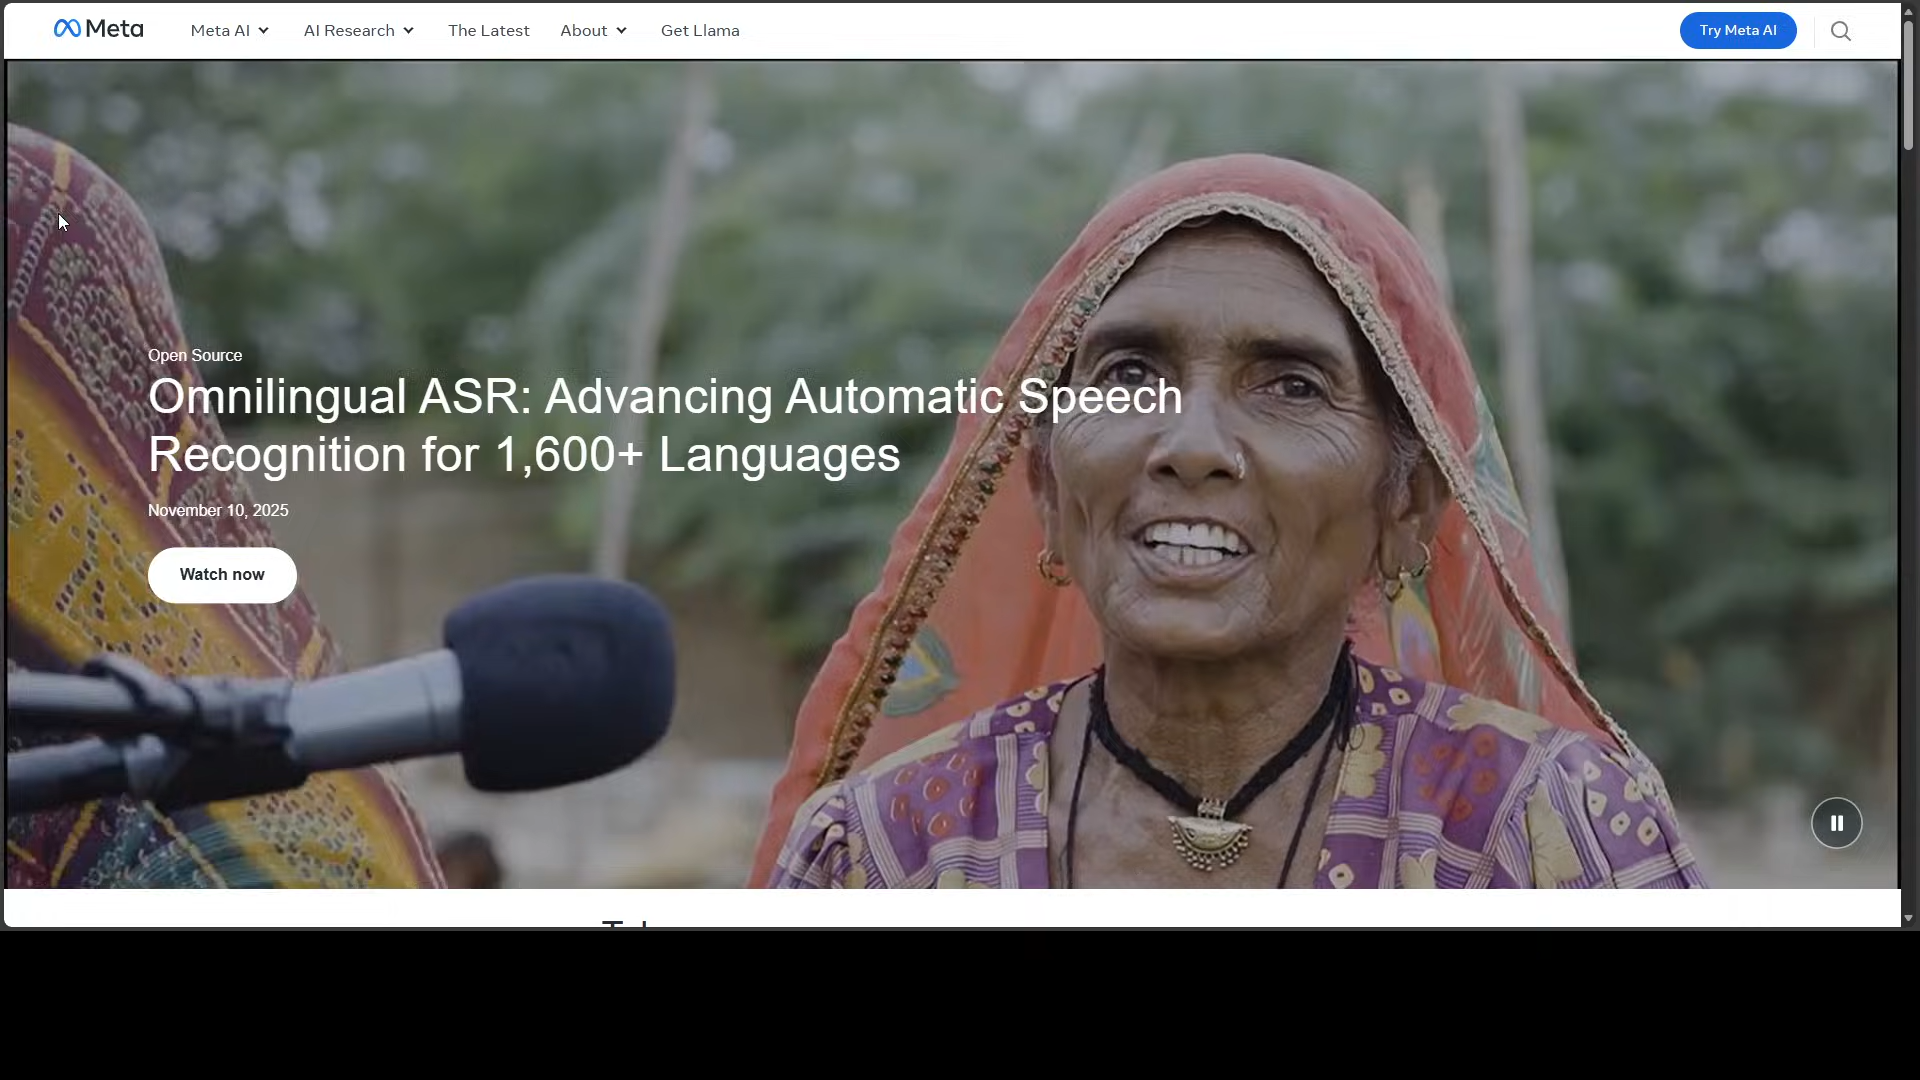 Meta
Meta AI
AI Research
The Latest
About
Get Llama
Try Meta AI
Open Source
Omnilingual ASR: Advancing Automatic Speech
Recognition for 1,600+ Languages
November 10, 2025
Watch now